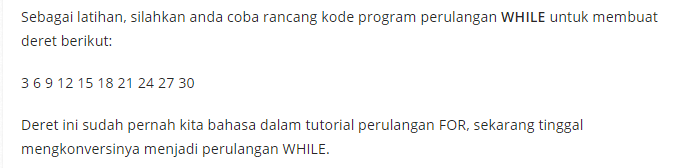 Sebagai latihan, silahkan anda coba rancang kode program perulangan WHILE untuk membuat
deret berikut:
3 6 9 12 15 18 21 24 27 30
Deret ini sudah pernah kita bahasa dalam tutorial perulangan FOR, sekarang tinggal
mengkonversinya menjadi perulangan WHILE.